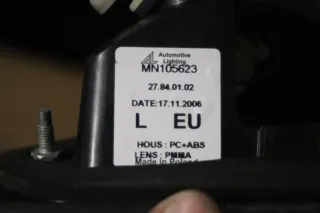 Automotive
Lighting
MN105623
27.84.01.02
DATE:17.11.2006
L EU
HOUS : PC+ABS
LENS : PMMA
Made in Poland